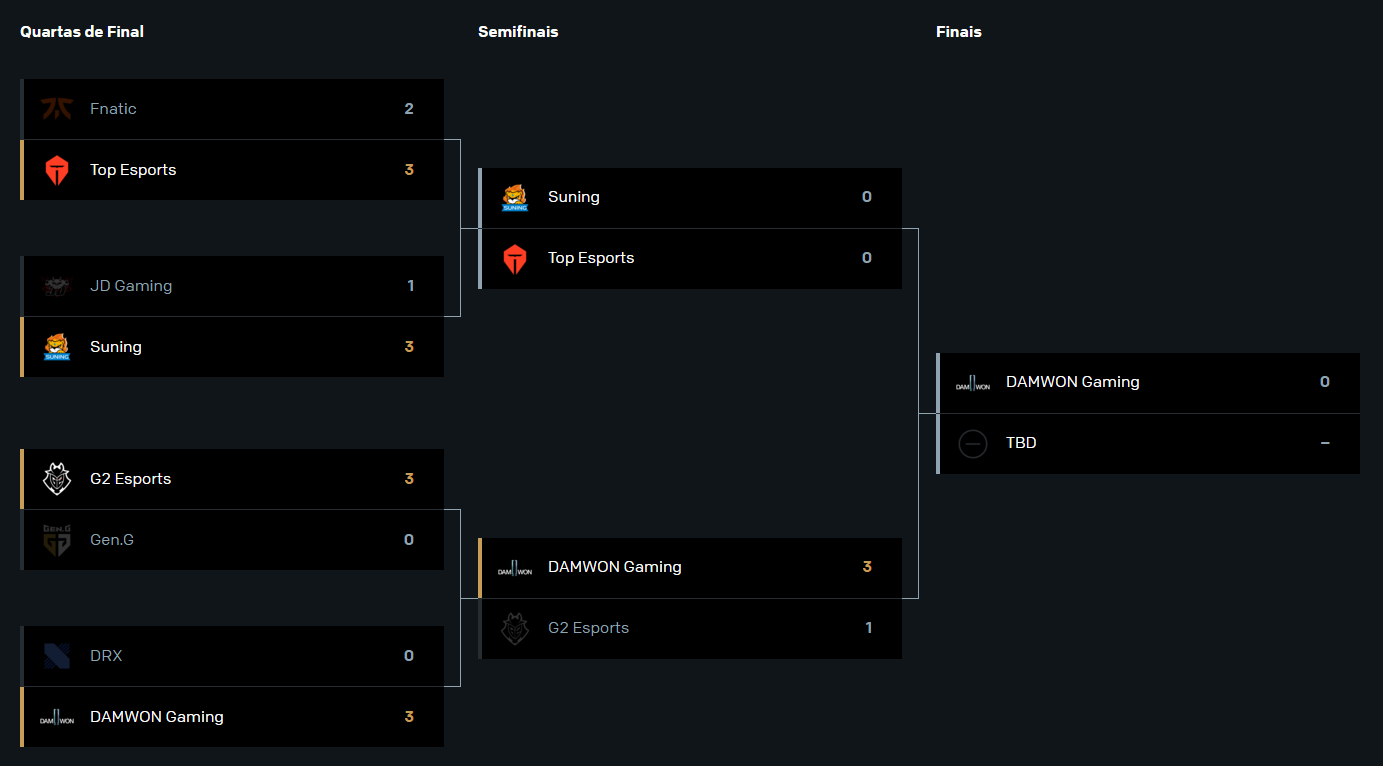 Quartas de Final
Semifinais
Finais
Fnatic 2
Top Esports 3
JD Gaming 1
SUNING Suning 3
G2 Esports 3
GEN.G Gen.G 0
DRX 0
DAMWON DAMWON Gaming 3
SUNING Suning 0
Top Esports 0
DAMWON DAMWON Gaming 3
G2 Esports 1
DAMWON DAMWON Gaming 0
TBD –